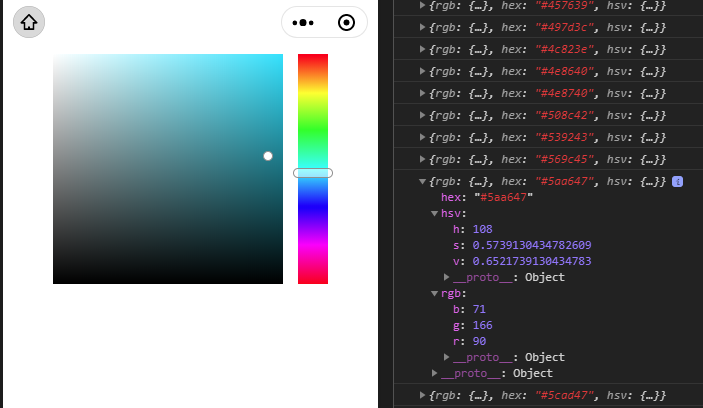 {rgb: {…}, hex: "#457639", hsv: {…}}
{rgb: {…}, hex: "#497d3c", hsv: {…}}
{rgb: {…}, hex: "#4c823e", hsv: {…}}
{rgb: {…}, hex: "#4e8640", hsv: {…}}
{rgb: {…}, hex: "#4e8740", hsv: {…}}
{rgb: {…}, hex: "#508c42", hsv: {…}}
{rgb: {…}, hex: "#539243", hsv: {…}}
{rgb: {…}, hex: "#569c45", hsv: {…}}
{rgb: {…}, hex: "#5aa647", hsv: {…}} i
hex: "#5aa647"
hsv:
h: 108
s: 0.5739130434782609
v: 0.6521739130434783
__proto__: Object
rgb:
b: 71
g: 166
r: 90
__proto__: Object
__proto__: Object
{rgb: {…}, hex: "#5cad47", hsv: {…}}